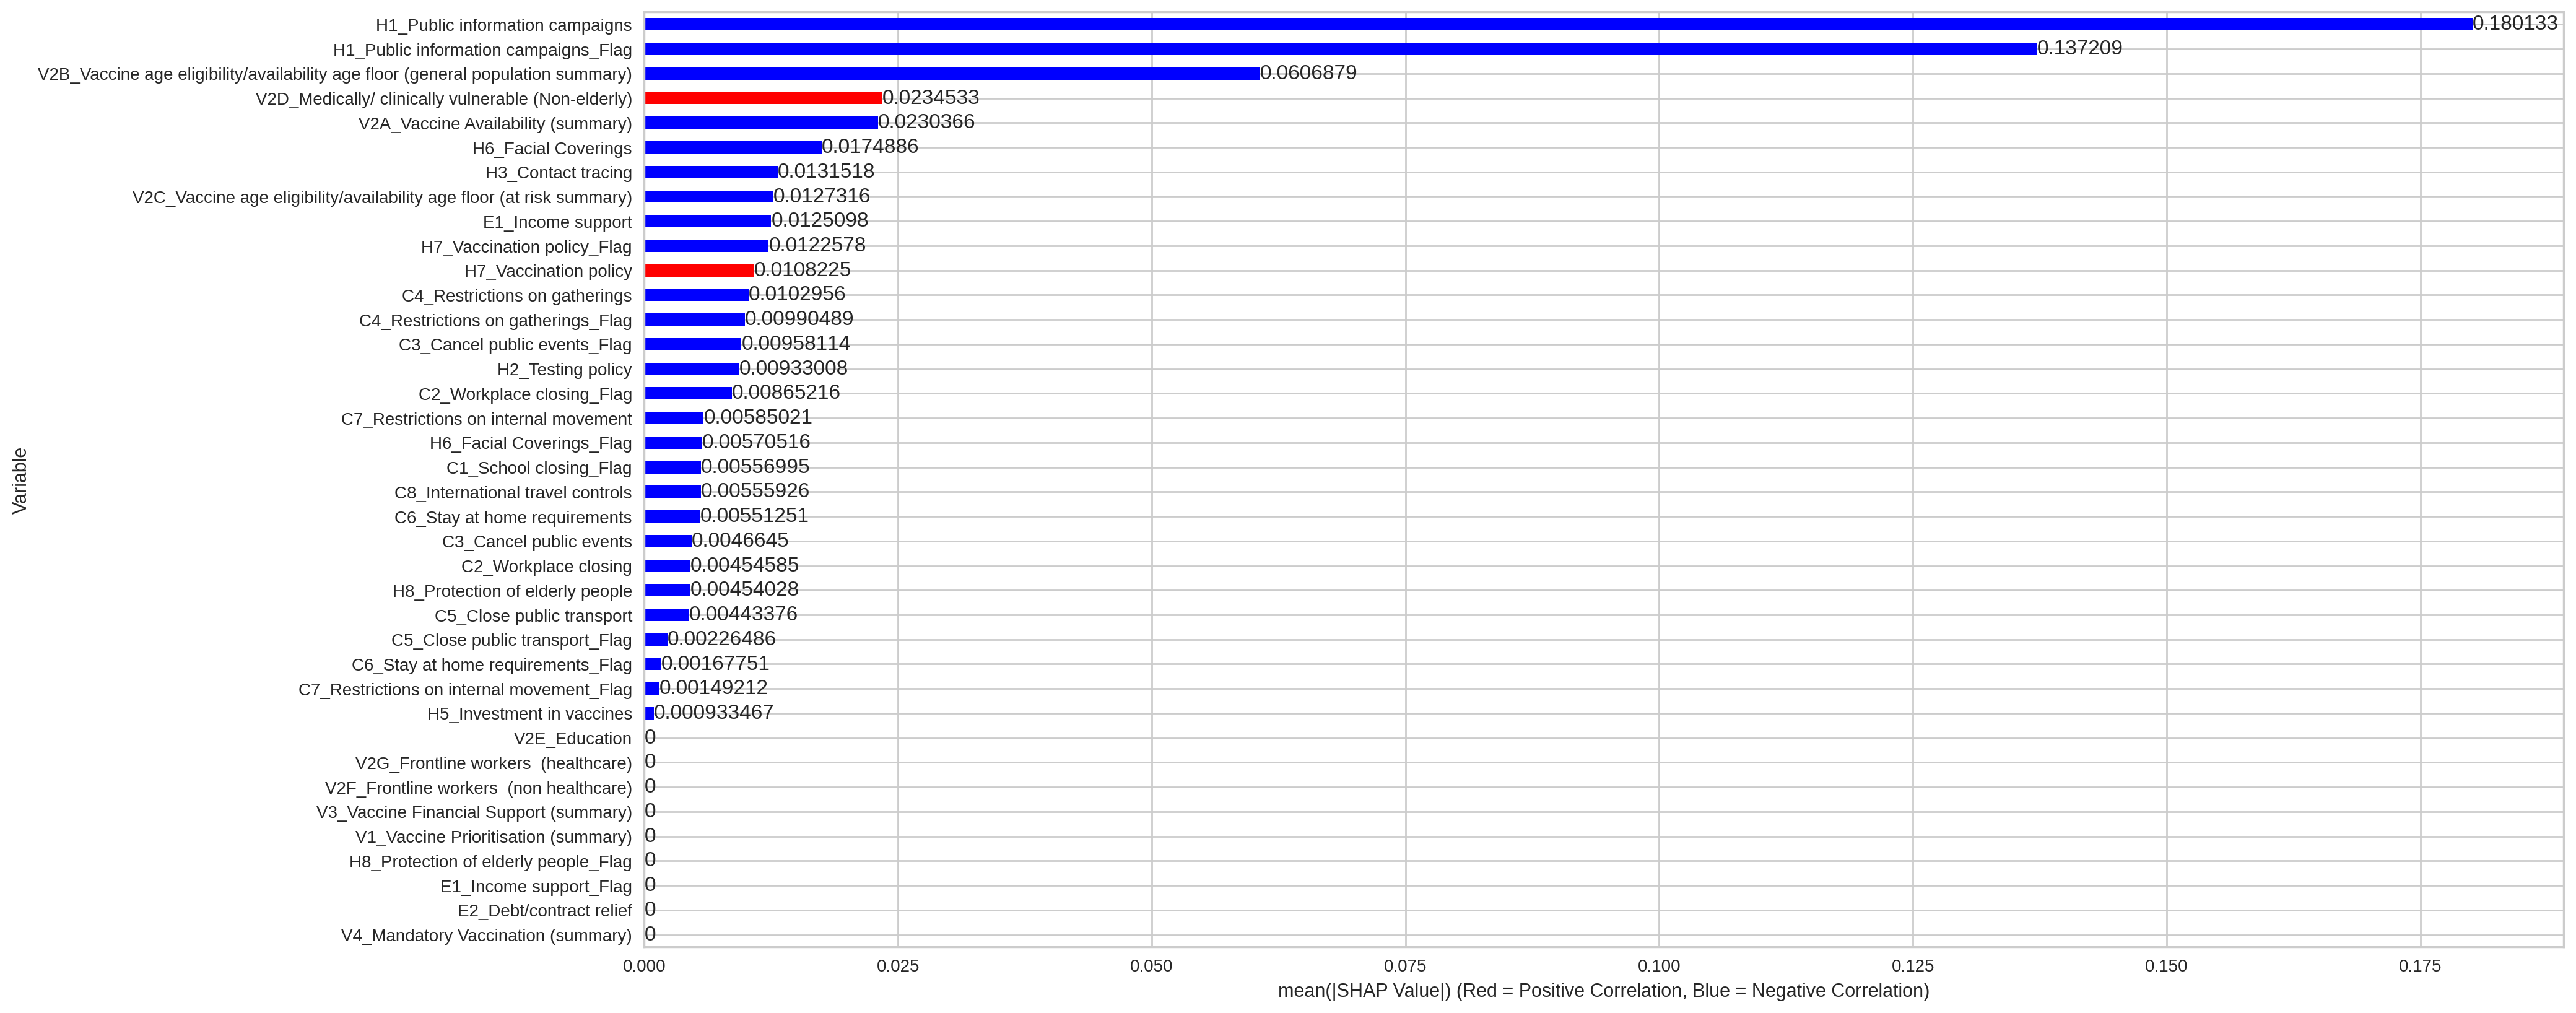 H1_Public information campaigns 0.180133
H1_Public information campaigns_Flag 0.137209
V2B_Vaccine age eligibility/availability age floor (general population summary) 0.0606879
V2D_Medically/ clinically vulnerable (Non-elderly) 0.0234533
V2A_Vaccine Availability (summary) 0.0230366
H6_Facial Coverings 0.0174886
H3_Contact tracing 0.0131518
V2C_Vaccine age eligibility/availability age floor (at risk summary) 0.0127316
E1_Income support 0.0125098
H7_Vaccination policy_Flag 0.0122578
H7_Vaccination policy 0.0108225
C4_Restrictions on gatherings 0.0102956
C4_Restrictions on gatherings_Flag 0.00990489
C3_Cancel public events_Flag 0.00958114
H2_Testing policy 0.00933008
C2_Workplace closing_Flag 0.00865216
C7_Restrictions on internal movement 0.00585021
H6_Facial Coverings_Flag 0.00570516
C1_School closing_Flag 0.00556995
C8_International travel controls 0.00555926
C6_Stay at home requirements 0.00551251
C3_Cancel public events 0.0046645
C2_Workplace closing 0.00454585
H8_Protection of elderly people 0.00454028
C5_Close public transport 0.00443376
C5_Close public transport_Flag 0.00226486
C6_Stay at home requirements_Flag 0.00167751
C7_Restrictions on internal movement_Flag 0.00149212
H5_Investment in vaccines 0.000933467
V2E_Education 0
V2G_Frontline workers  (healthcare) 0
V2F_Frontline workers  (non healthcare) 0
V3_Vaccine Financial Support (summary) 0
V1_Vaccine Prioritisation (summary) 0
H8_Protection of elderly people_Flag 0
E1_Income support_Flag 0
E2_Debt/contract relief 0
V4_Mandatory Vaccination (summary) 0
Variable
0.000 0.025 0.050 0.075 0.100 0.125 0.150 0.175
mean(|SHAP Value|) (Red = Positive Correlation, Blue = Negative Correlation)